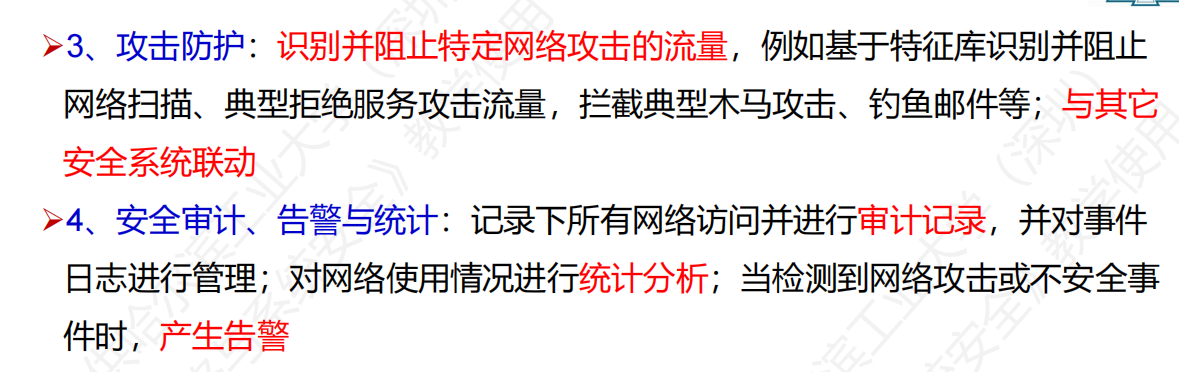 ➢3、攻击防护：识别并阻止特定网络攻击的流量，例如基于特征库识别并阻止
网络扫描、典型拒绝服务攻击流量，拦截典型木马攻击、钓鱼邮件等；与其它
安全系统联动
➢4、安全审计、告警与统计：记录下所有网络访问并进行审计记录，并对事件
日志进行管理；对网络使用情况进行统计分析；当检测到网络攻击或不安全事
件时，产生告警